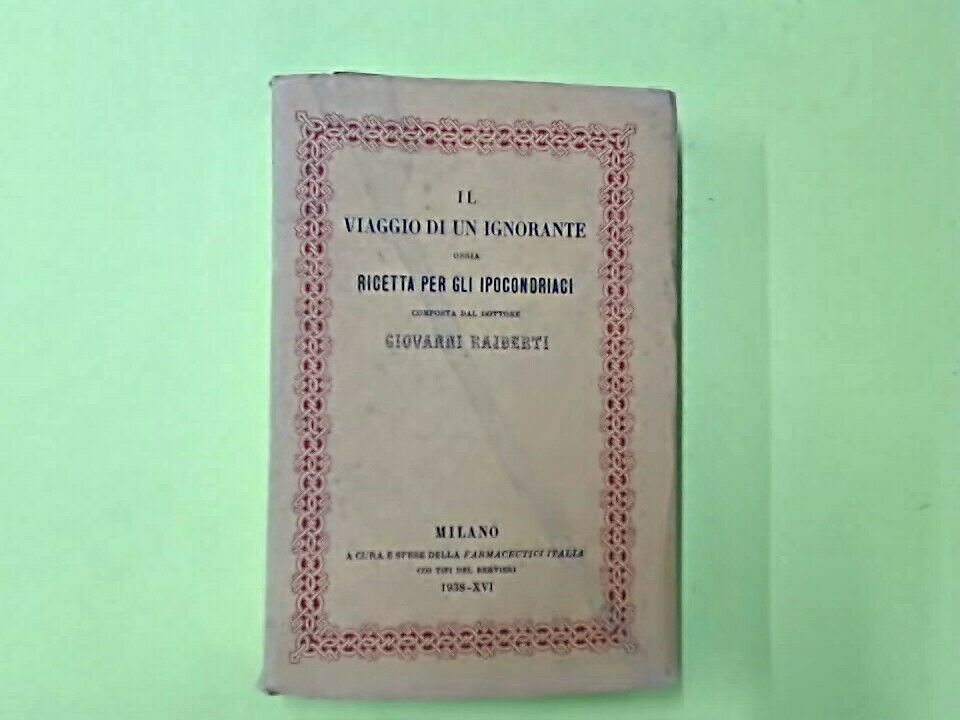 IL
VIAGGIO DI UN IGNORANTE
OSSIA
RICETTA PER GLI IPOCONDRIACI
COMPOSTA DAL DOTTORE
GIOVANNI RAIBERTI
MILANO
A CURA E SPESE DELLA FARMACEUTICI ITALIA
COI TIPI DEL BERTIERI
1938-XVI